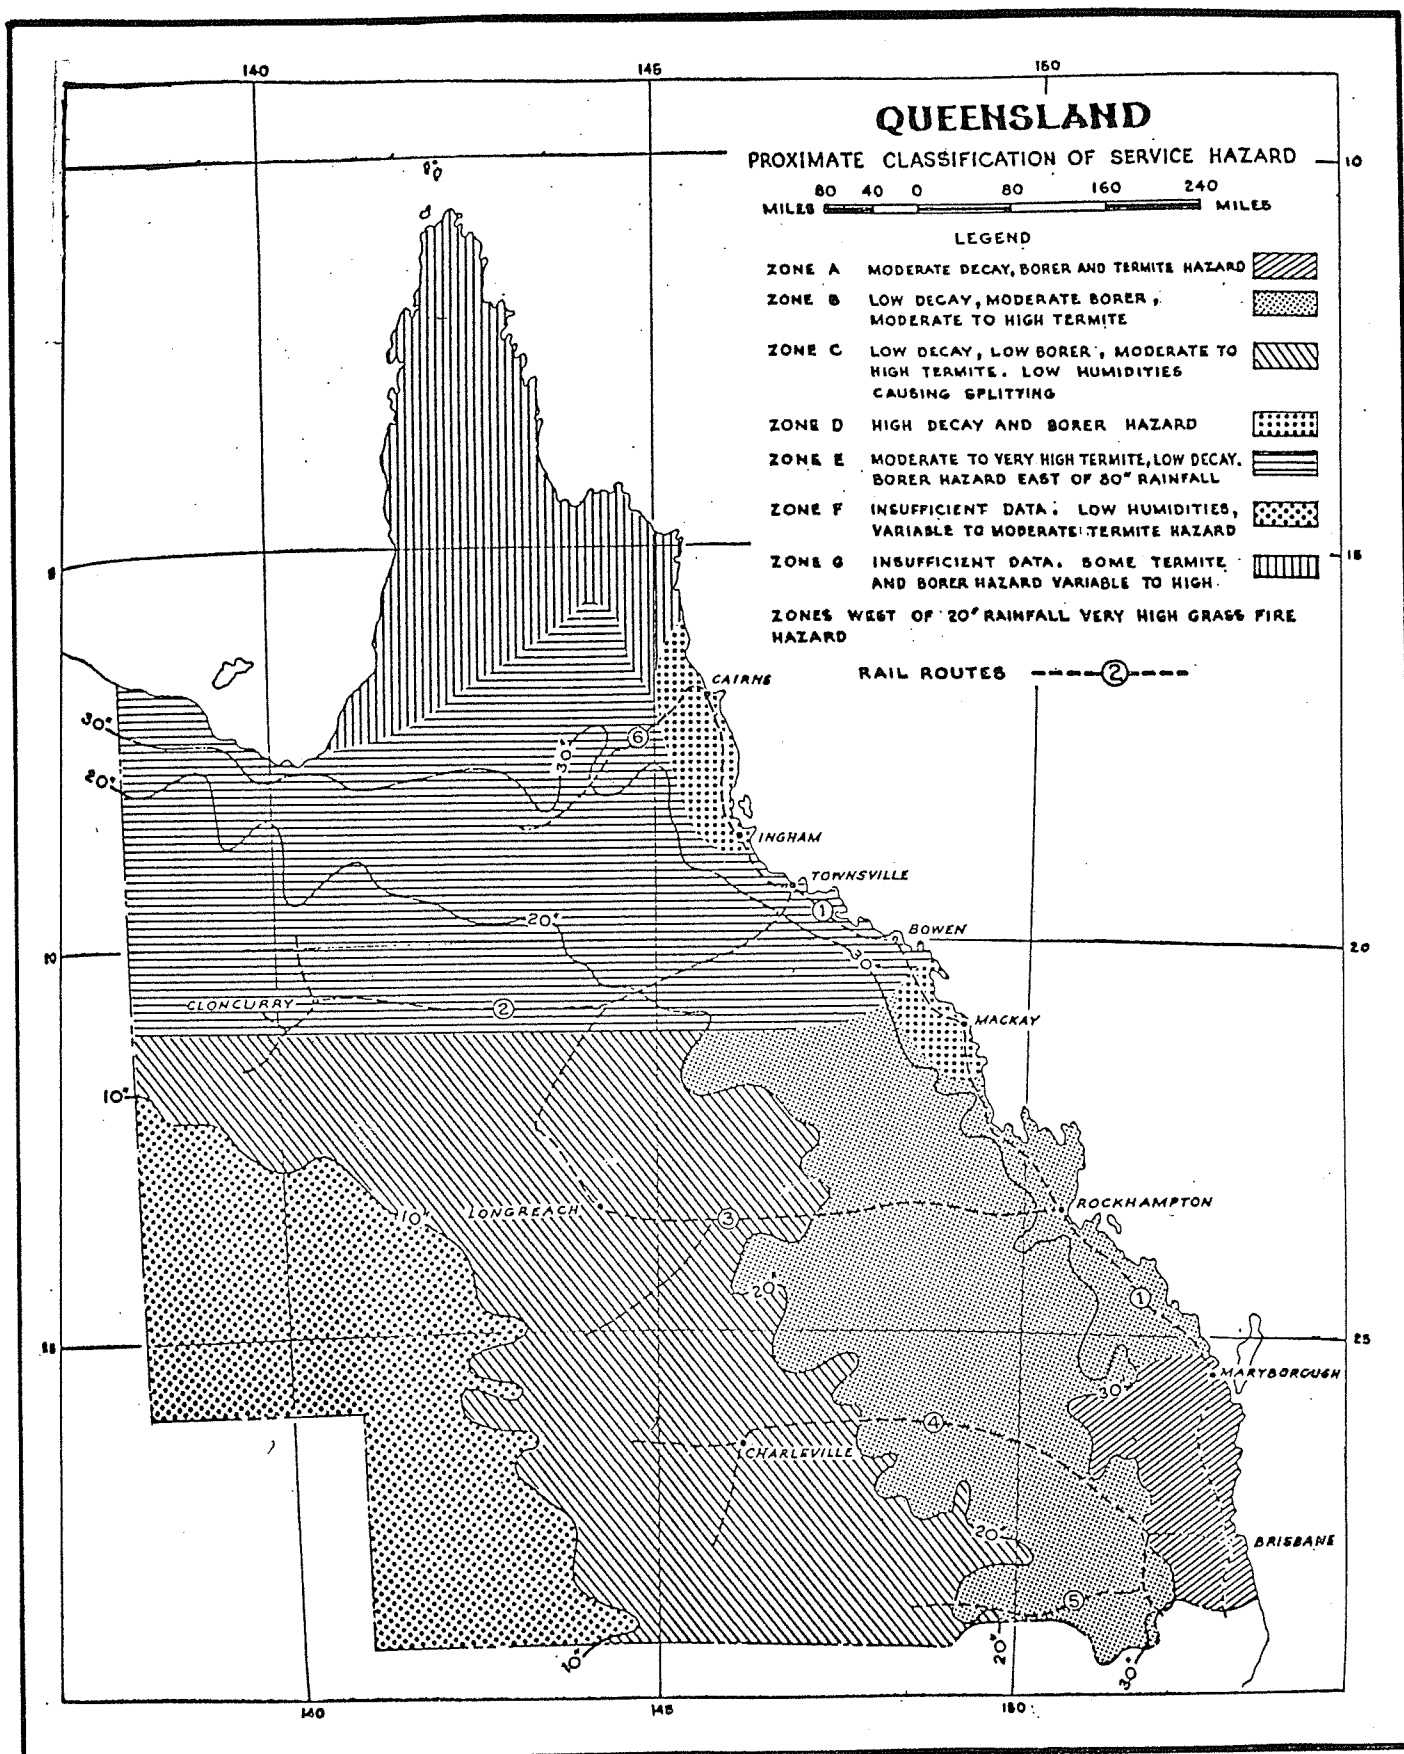 140 145 150
QUEENSLAND
PROXIMATE CLASSIFICATION OF SERVICE HAZARD
10
80 40 0 80 160 240
MILES MILES
LEGEND
ZONE A MODERATE DECAY, BORER AND TERMITE HAZARD
ZONE B LOW DECAY, MODERATE BORER,
MODERATE TO HIGH TERMITE
ZONE C LOW DECAY, LOW BORER, MODERATE TO
HIGH TERMITE. LOW HUMIDITIES
CAUSING SPLITTING
ZONE D HIGH DECAY AND BORER HAZARD
ZONE E MODERATE TO VERY HIGH TERMITE, LOW DECAY.
BORER HAZARD EAST OF 30" RAINFALL
ZONE F INSUFFICIENT DATA. LOW HUMIDITIES,
VARIABLE TO MODERATE TERMITE HAZARD
ZONE G INSUFFICIENT DATA. SOME TERMITE
AND BORER HAZARD VARIABLE TO HIGH.
15
ZONES WEST OF 20" RAINFALL VERY HIGH GRASS FIRE
HAZARD
RAIL ROUTES 2
CAIRNS
30"
6
30"
20"
INGHAM
TOWNSVILLE
1
20"
BOWEN
20
30"
CLONCURRY
2
MACKAY
10"
LONGREACH
10"
3
ROCKHAMPTON
20"
1
25
MARYBOROUGH
30"
4
CHARLEVILLE
20"
BRISBANE
5
10"
20"
30"
140 145 150